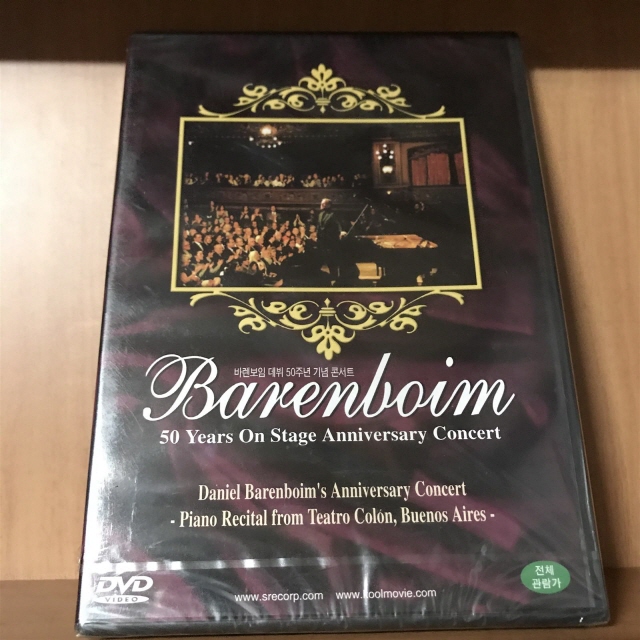 바렌보임 데뷔 50주년 기념 콘서트
Barenboim
50 Years On Stage Anniversary Concert
Daniel Barenboim's Anniversary Concert
- Piano Recital from Teatro Colón, Buenos Aires -
DVD
VIDEO
www.srecorp.com www.koolmovie.com
전체
관람가